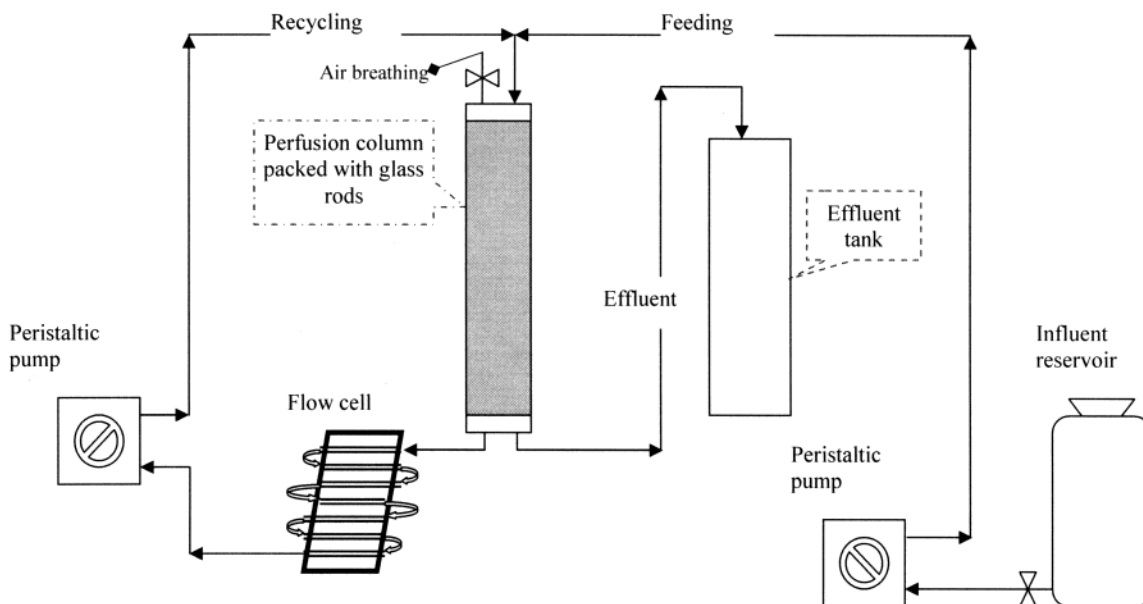 Recycling
Feeding
Air breathing
Perfusion column
packed with glass
rods
Effluent
tank
Effluent
Peristaltic
pump
Influent
reservoir
Flow cell
Peristaltic
pump